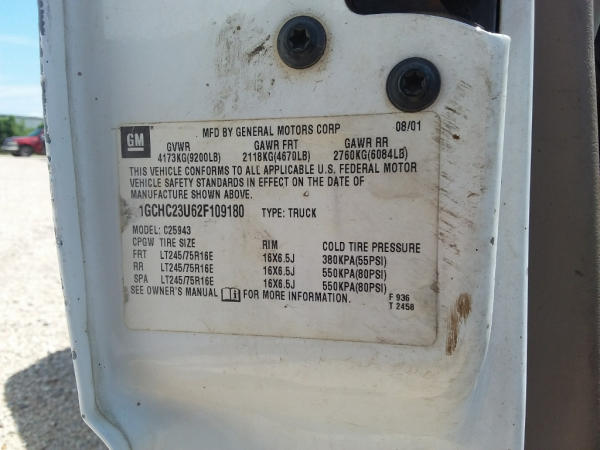 GM
MFD BY GENERAL MOTORS CORP 08/01
GVWR GAWR FRT GAWR RR
4173KG(9200LB) 2118KG(4670LB) 2760KG(6084LB)
THIS VEHICLE CONFORMS TO ALL APPLICABLE U.S. FEDERAL MOTOR
VEHICLE SAFETY STANDARDS IN EFFECT ON THE DATE OF
MANUFACTURE SHOWN ABOVE.
1GCHC23U62F109180 TYPE: TRUCK
MODEL: C25943
CPGW TIRE SIZE RIM COLD TIRE PRESSURE
FRT LT245/75R16E 16X6.5J 380KPA(55PSI)
RR LT245/75R16E 16X6.5J 550KPA(80PSI)
SPA LT245/75R16E 16X6.5J 550KPA(80PSI)
SEE OWNER'S MANUAL FOR MORE INFORMATION.
F 936
T 2458